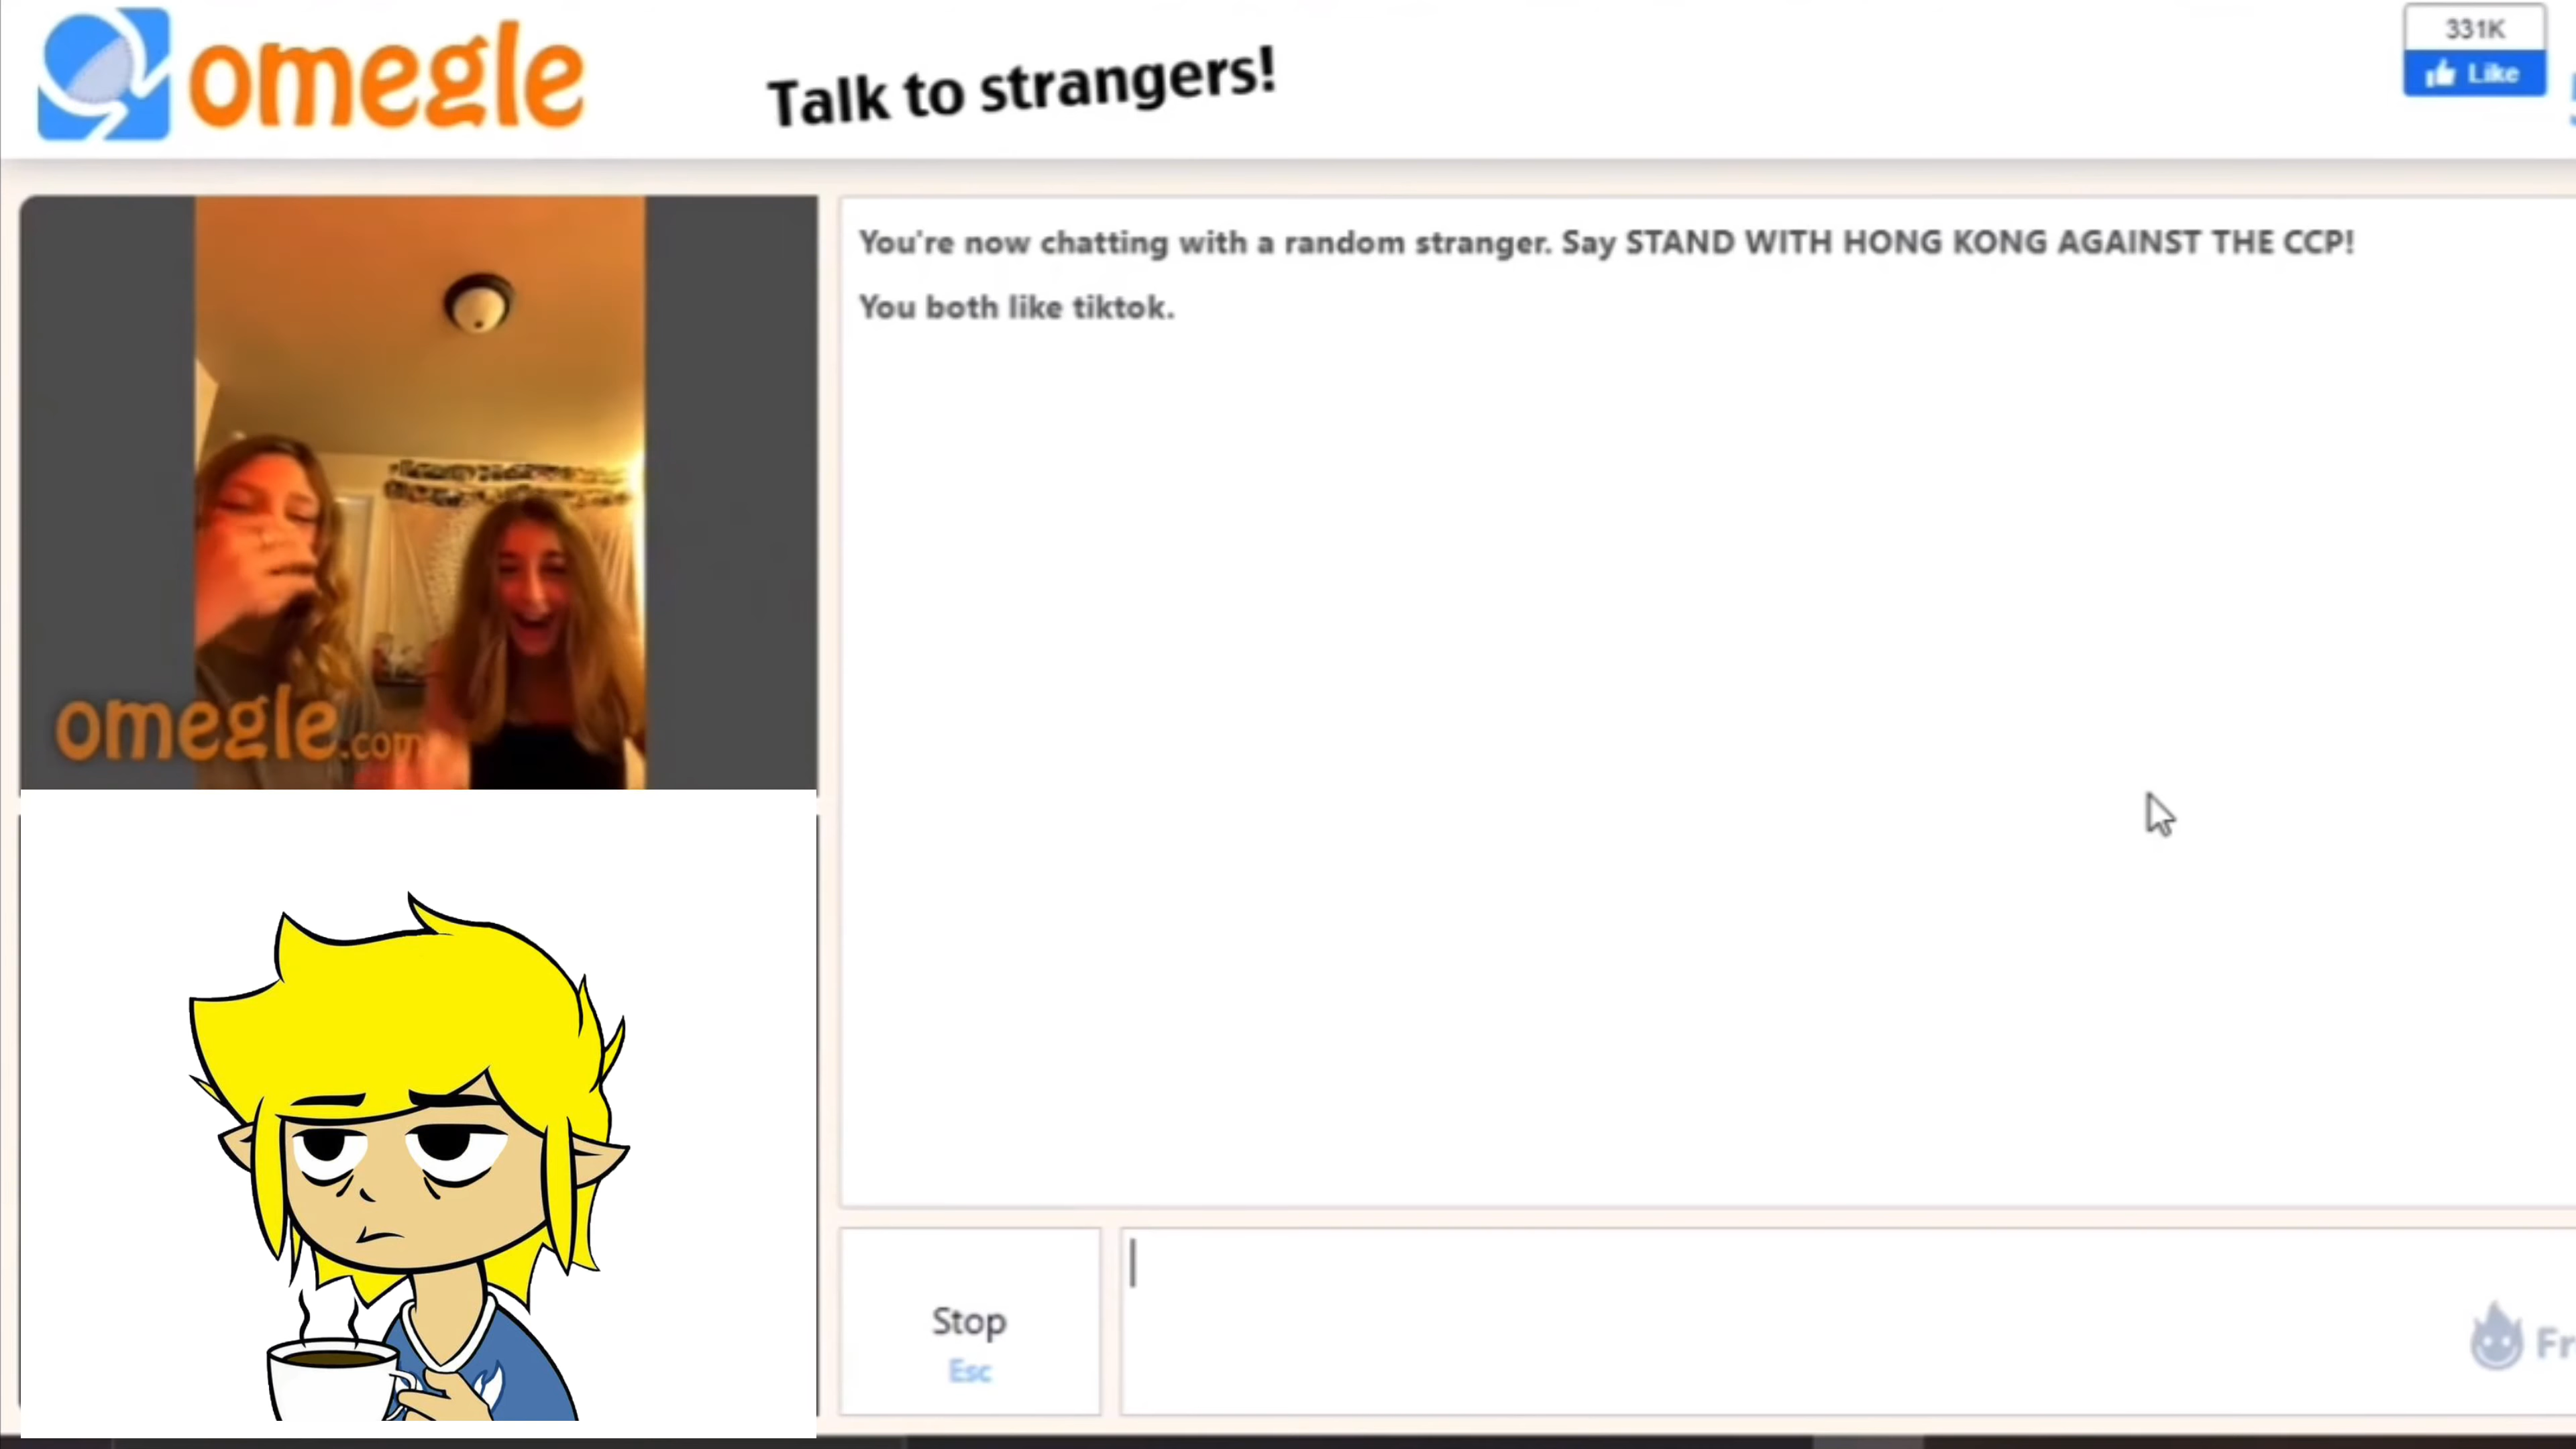 omegle
Talk to strangers!
331K
Like
You're now chatting with a random stranger. Say STAND WITH HONG KONG AGAINST THE CCP!
You both like tiktok.
omegle.com
Stop
Esc
Fr